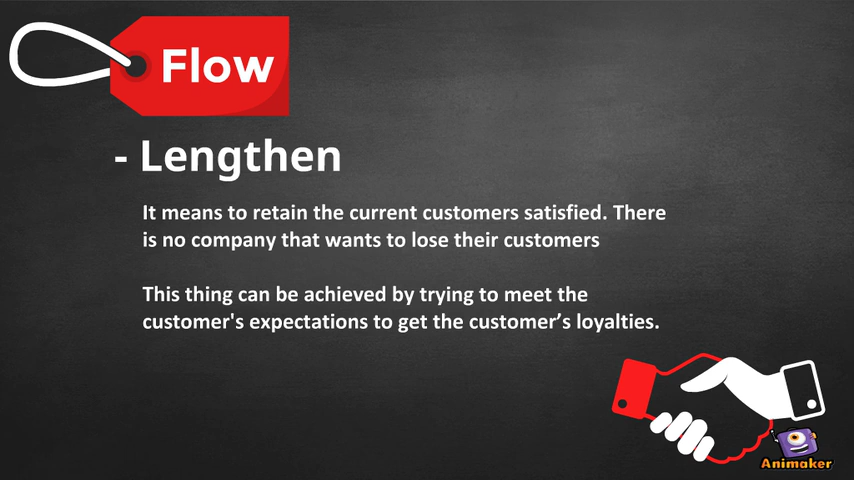 Flow
- Lengthen
It means to retain the current customers satisfied. There
is no company that wants to lose their customers
This thing can be achieved by trying to meet the
customer's expectations to get the customer’s loyalties.
Animaker